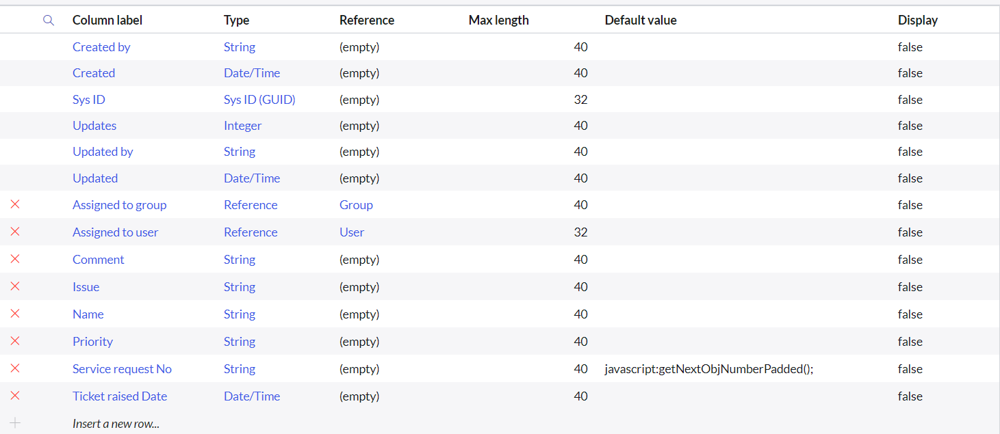 Column label Type Reference Max length Default value Display
Created by String (empty) 40 false
Created Date/Time (empty) 40 false
Sys ID Sys ID (GUID) (empty) 32 false
Updates Integer (empty) 40 false
Updated by String (empty) 40 false
Updated Date/Time (empty) 40 false
Assigned to group Reference Group 40 false
Assigned to user Reference User 32 false
Comment String (empty) 40 false
Issue String (empty) 40 false
Name String (empty) 40 false
Priority String (empty) 40 false
Service request No String (empty) 40 javascript:getNextObjNumberPadded(); false
Ticket raised Date Date/Time (empty) 40 false
Insert a new row...